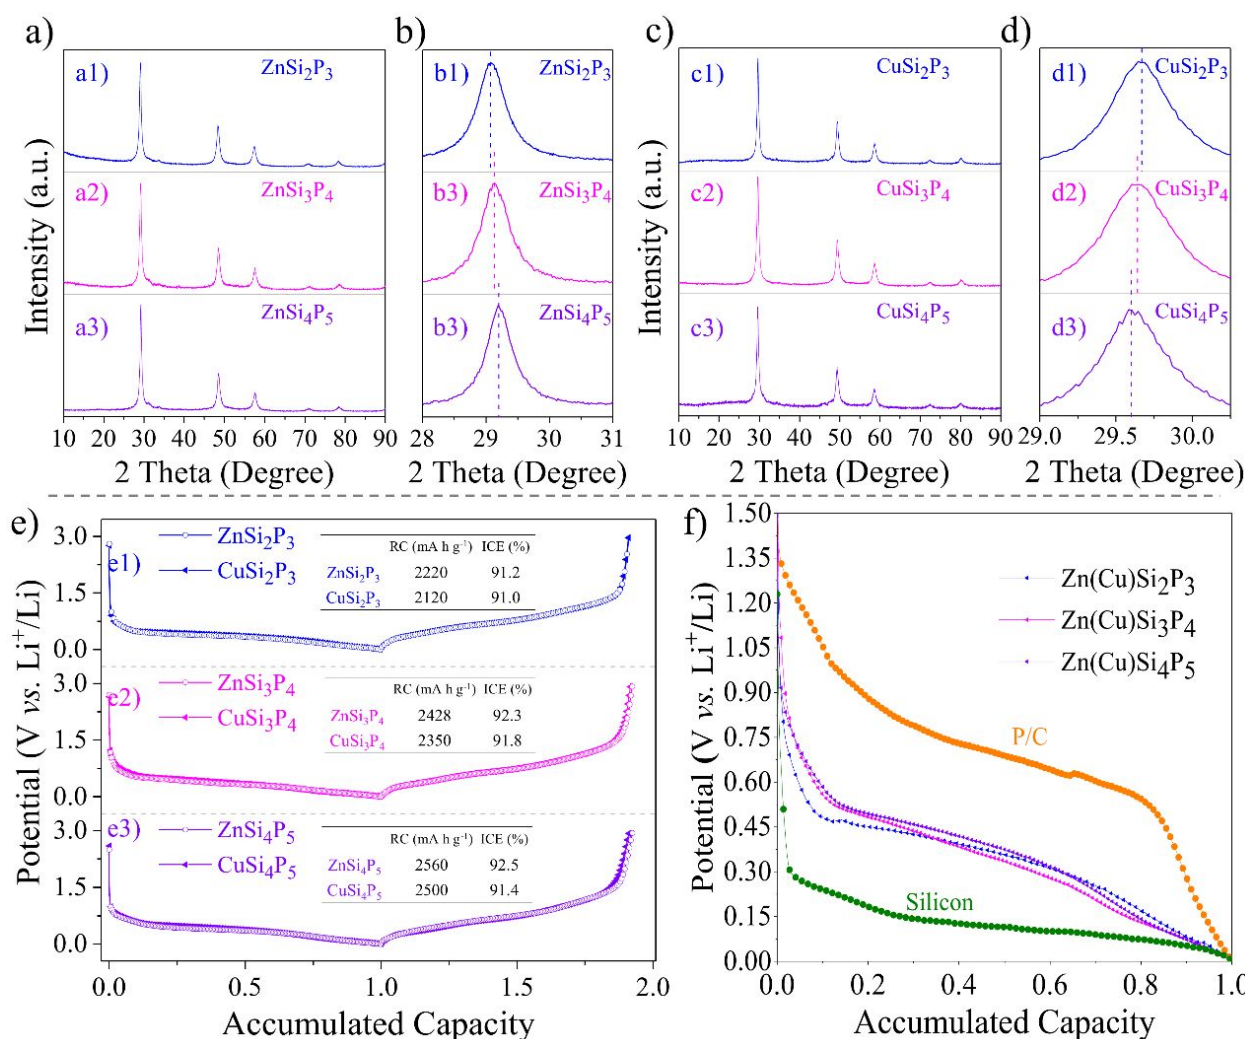 a)
a1)
ZnSi₂P₃
a2)
ZnSi₃P₄
a3)
ZnSi₄P₅
Intensity (a.u.)
10 20 30 40 50 60 70 80 90
2 Theta (Degree)
b)
b1)
ZnSi₂P₃
b3)
ZnSi₃P₄
b3)
ZnSi₄P₅
28 29 30 31
2 Theta (Degree)
c)
c1)
CuSi₂P₃
c2)
CuSi₃P₄
c3)
CuSi₄P₅
Intensity (a.u.)
10 20 30 40 50 60 70 80 90
2 Theta (Degree)
d)
d1)
CuSi₂P₃
d2)
CuSi₃P₄
d3)
CuSi₄P₅
29.0 29.5 30.0
2 Theta (Degree)
e)
Potential (V vs. Li⁺/Li)
3.0
1.5
0.0
e1)
ZnSi₂P₃
CuSi₂P₃
RC (mA h g⁻¹) ICE (%)
ZnSi₂P₃ 2220 91.2
CuSi₂P₃ 2120 91.0
3.0
1.5
0.0
e2)
ZnSi₃P₄
CuSi₃P₄
RC (mA h g⁻¹) ICE (%)
ZnSi₃P₄ 2428 92.3
CuSi₃P₄ 2350 91.8
3.0
1.5
0.0
e3)
ZnSi₄P₅
CuSi₄P₅
RC (mA h g⁻¹) ICE (%)
ZnSi₄P₅ 2560 92.5
CuSi₄P₅ 2500 91.4
0.0 0.5 1.0 1.5 2.0
Accumulated Capacity
f)
Potential (V vs. Li⁺/Li)
1.50
1.35
1.20
1.05
0.90
0.75
0.60
0.45
0.30
0.15
0.00
Zn(Cu)Si₂P₃
Zn(Cu)Si₃P₄
Zn(Cu)Si₄P₅
P/C
Silicon
0.0 0.2 0.4 0.6 0.8 1.0
Accumulated Capacity